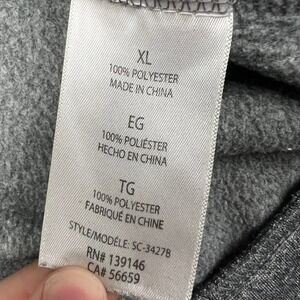 XL
100% POLYESTER
MADE IN CHINA
EG
100% POLIÉSTER
HECHO EN CHINA
TG
100% POLYESTER
FABRIQUÉ EN CHINE
STYLE/MODÈLE: SC-3427B
RN# 139146
CA# 56659